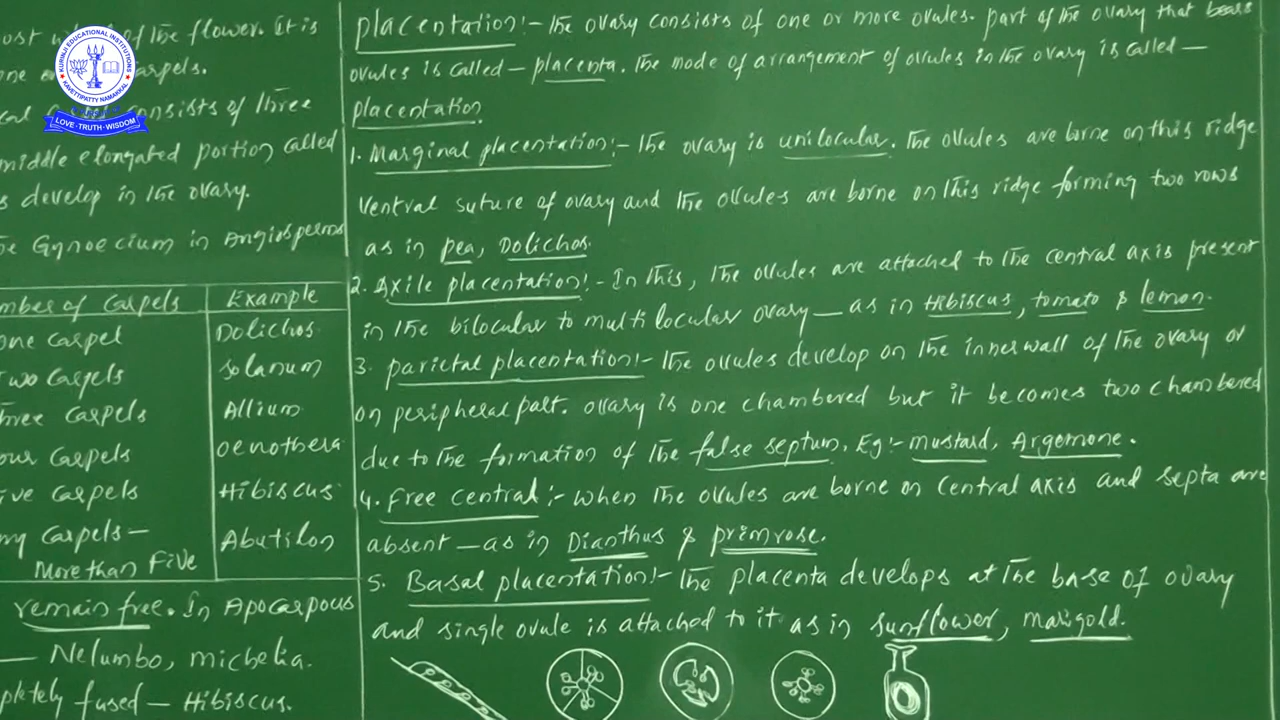 ost of the flower. It is
one carpels.
consists of three
middle elongated portion called
s develop in the ovary.
Gynoecium in Angiosperms
mber of Carpels Example
one carpel Dolichos.
Two Carpels Solanum
hree Carpels Allium
our Carpels Oenothera
ive Carpels Hibiscus
ny Carpels — Abutilon
More than Five
remain free. In Apocarpous
— Nelumbo, michelia.
pletely fused — Hibiscus.
KURINJI EDUCATIONAL INSTITUTIONS
KAVETTIPATTY NAMAKKAL
LOVE · TRUTH · WISDOM
placentation:- The ovary consists of one or more ovules. part of the ovary that bears
ovules is called — placenta. The mode of arrangement of ovules in the ovary is called —
placentation.
1. Marginal placentation:- The ovary is unilocular. The ovules are borne on this ridge
ventral suture of ovary and the ovules are borne on this ridge forming two rows
as in pea, Dolichos.
2. Axile placentation:- In this, the ovules are attached to the central axis present
in the bilocular to multilocular ovary — as in Hibiscus, tomato & lemon.
3. parietal placentation:- The ovules develop on the inner wall of the ovary or
on peripheral part. ovary is one chambered but it becomes two chambered
due to the formation of the false septum. Eg:- mustard, Argemone.
4. Free central:- when the ovules are borne on central axis and septa are
absent — as in Dianthus & primrose.
5. Basal placentation:- The placenta develops at the base of ovary
and single ovule is attached to it as in sunflower, marigold.